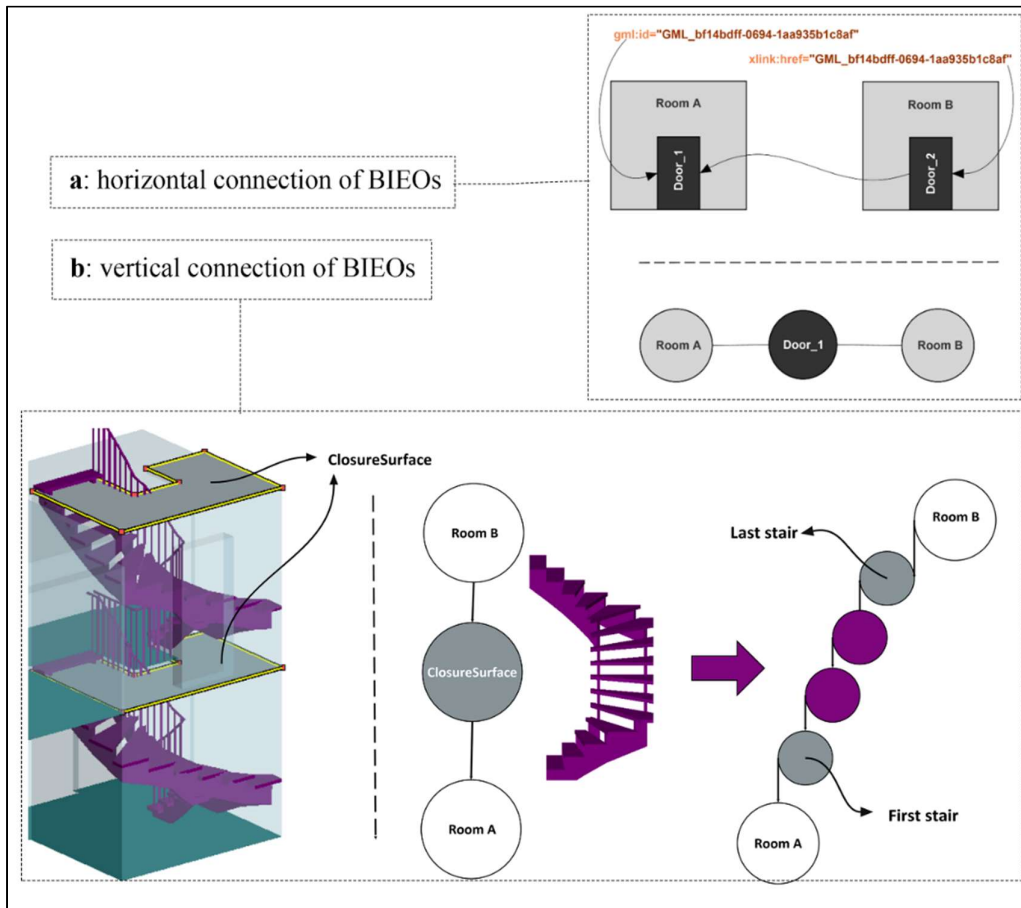 gml:id="GML_bf14bdff-0694-1aa935b1c8af"
xlink:href="GML_bf14bdff-0694-1aa935b1c8af"
Room A
Room B
Door_1
Door_2
a: horizontal connection of BIEOs
b: vertical connection of BIEOs
Room A
Door_1
Room B
ClosureSurface
Room B
ClosureSurface
Room A
Room B
Last stair
First stair
Room A